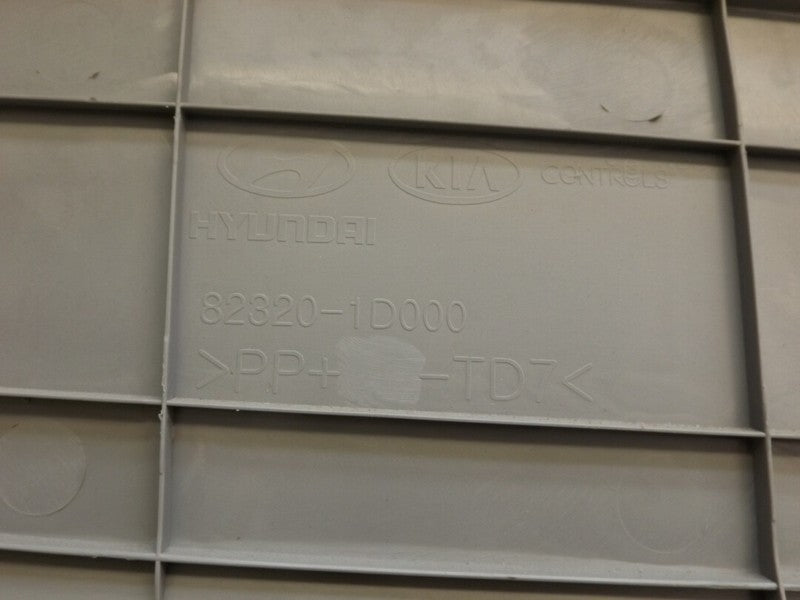 KIA CONTROLS
HYUNDAI
82320-1D000
>PP+ -TD7<